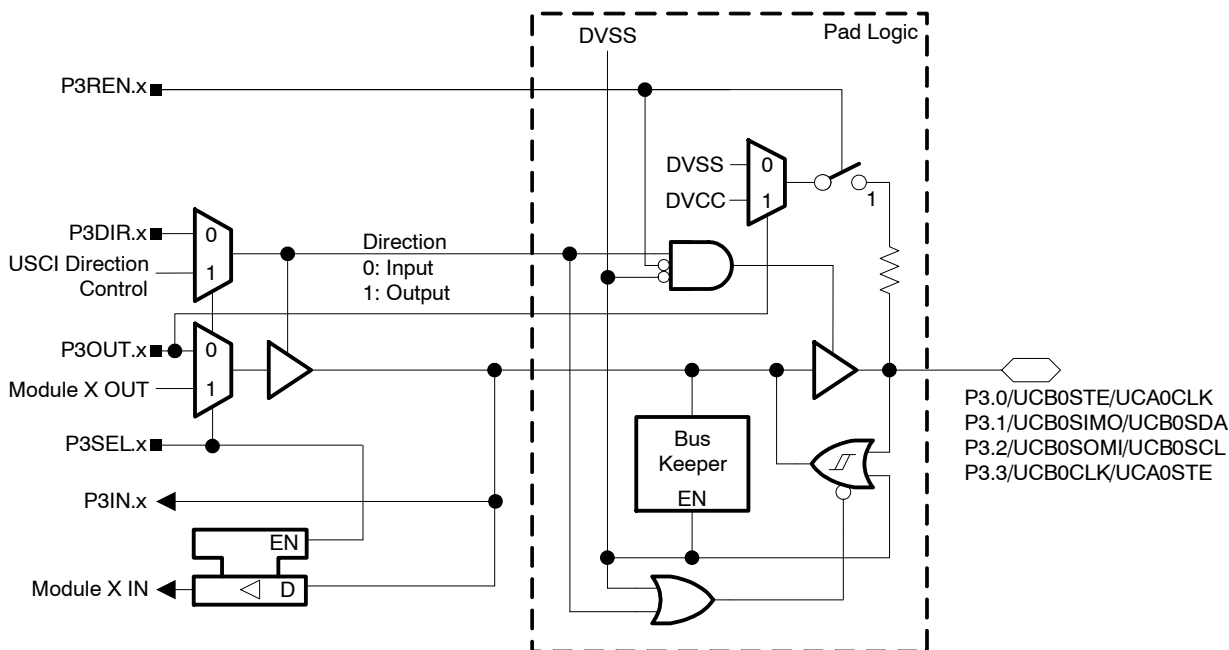 Pad Logic
DVSS
P3REN.x
DVSS
0
DVCC
1
1
P3DIR.x
0
USCI Direction
Control
1
Direction
0: Input
1: Output
P3OUT.x
0
Module X OUT
1
P3SEL.x
Bus
Keeper
EN
P3.0/UCB0STE/UCA0CLK
P3.1/UCB0SIMO/UCB0SDA
P3.2/UCB0SOMI/UCB0SCL
P3.3/UCB0CLK/UCA0STE
P3IN.x
EN
Module X IN
D